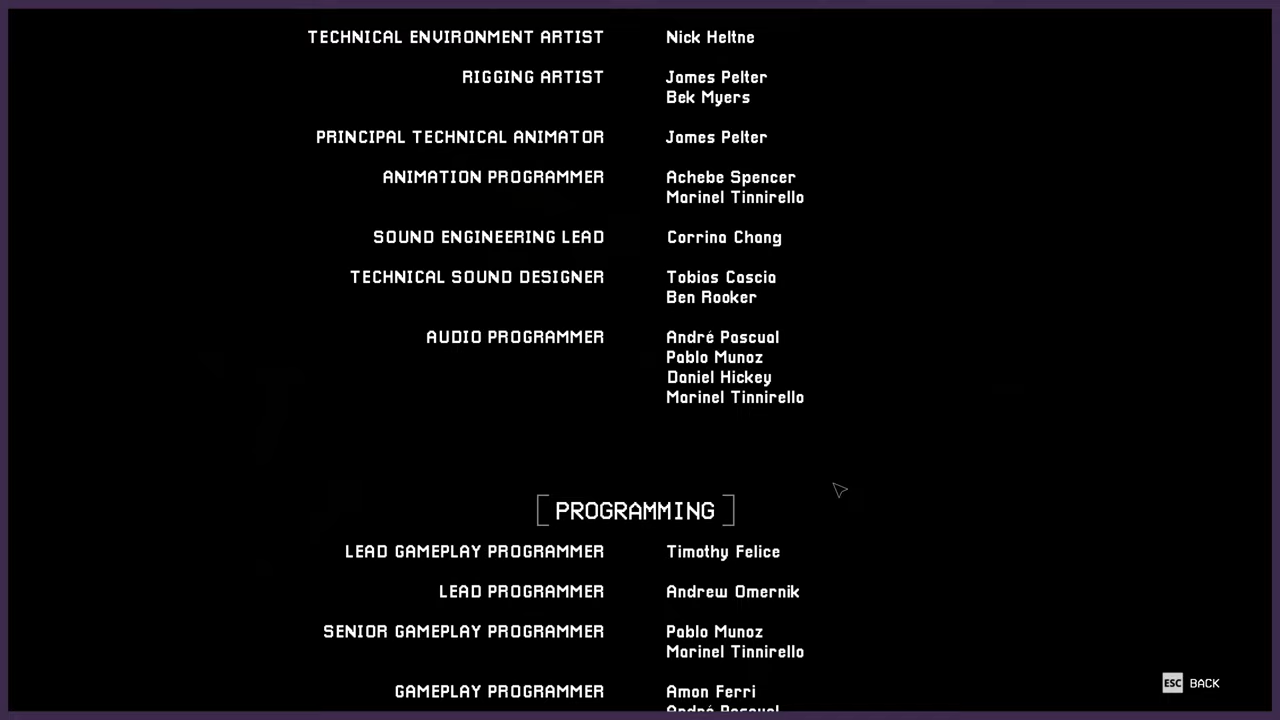 TECHNICAL ENVIRONMENT ARTIST Nick Heltne
RIGGING ARTIST James Pelter
Bek Myers
PRINCIPAL TECHNICAL ANIMATOR James Pelter
ANIMATION PROGRAMMER Achebe Spencer
Marinel Tinnirello
SOUND ENGINEERING LEAD Corrina Chang
TECHNICAL SOUND DESIGNER Tobias Cascia
Ben Rooker
AUDIO PROGRAMMER André Pascual
Pablo Munoz
Daniel Hickey
Marinel Tinnirello
PROGRAMMING
LEAD GAMEPLAY PROGRAMMER Timothy Felice
LEAD PROGRAMMER Andrew Omernik
SENIOR GAMEPLAY PROGRAMMER Pablo Munoz
Marinel Tinnirello
GAMEPLAY PROGRAMMER Amon Ferri
André Pascual
ESC BACK